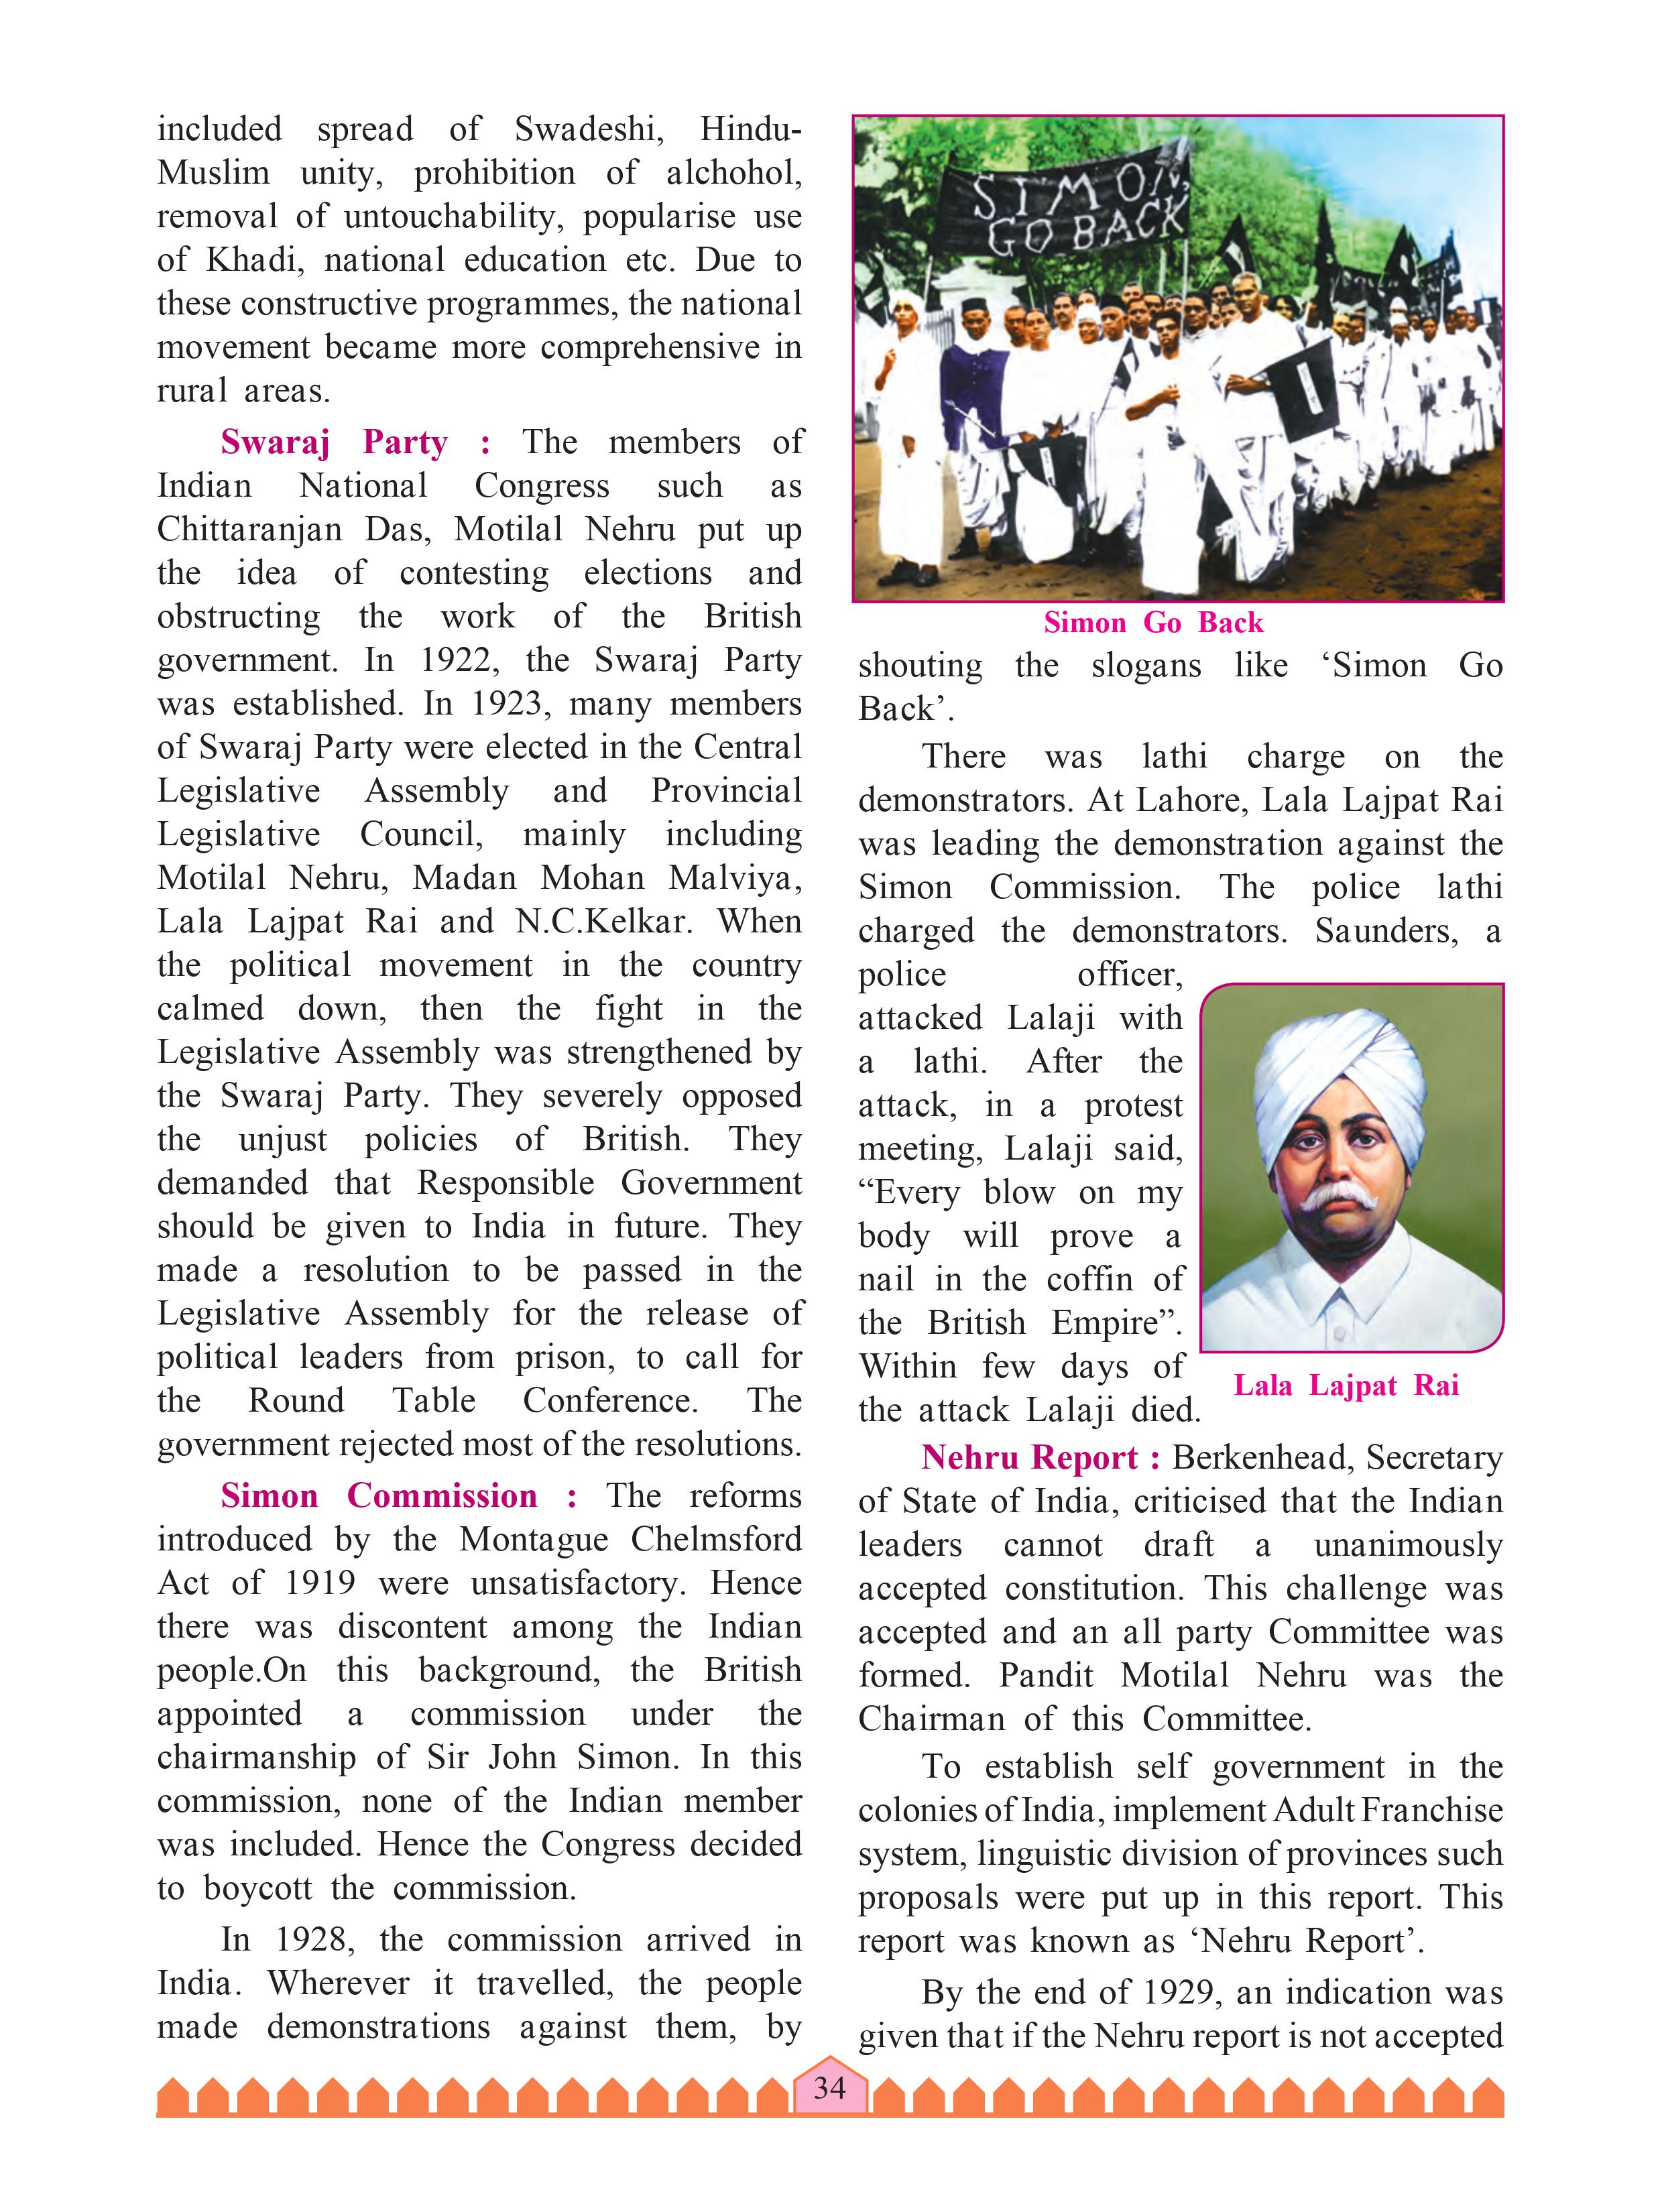 included spread of Swadeshi, Hindu-
Muslim unity, prohibition of alchohol,
removal of untouchability, popularise use
of Khadi, national education etc. Due to
these constructive programmes, the national
movement became more comprehensive in
rural areas.
Swaraj Party : The members of
Indian National Congress such as
Chittaranjan Das, Motilal Nehru put up
the idea of contesting elections and
obstructing the work of the British
government. In 1922, the Swaraj Party
was established. In 1923, many members
of Swaraj Party were elected in the Central
Legislative Assembly and Provincial
Legislative Council, mainly including
Motilal Nehru, Madan Mohan Malviya,
Lala Lajpat Rai and N.C.Kelkar. When
the political movement in the country
calmed down, then the fight in the
Legislative Assembly was strengthened by
the Swaraj Party. They severely opposed
the unjust policies of British. They
demanded that Responsible Government
should be given to India in future. They
made a resolution to be passed in the
Legislative Assembly for the release of
political leaders from prison, to call for
the Round Table Conference. The
government rejected most of the resolutions.
Simon Commission : The reforms
introduced by the Montague Chelmsford
Act of 1919 were unsatisfactory. Hence
there was discontent among the Indian
people.On this background, the British
appointed a commission under the
chairmanship of Sir John Simon. In this
commission, none of the Indian member
was included. Hence the Congress decided
to boycott the commission.
In 1928, the commission arrived in
India. Wherever it travelled, the people
made demonstrations against them, by
SIMON,
GO BACK
Simon Go Back
shouting the slogans like ‘Simon Go
Back’.
There was lathi charge on the
demonstrators. At Lahore, Lala Lajpat Rai
was leading the demonstration against the
Simon Commission. The police lathi
charged the demonstrators. Saunders, a
police officer,
attacked Lalaji with
a lathi. After the
attack, in a protest
meeting, Lalaji said,
“Every blow on my
body will prove a
nail in the coffin of
the British Empire”.
Within few days of
the attack Lalaji died.
Lala Lajpat Rai
Nehru Report : Berkenhead, Secretary
of State of India, criticised that the Indian
leaders cannot draft a unanimously
accepted constitution. This challenge was
accepted and an all party Committee was
formed. Pandit Motilal Nehru was the
Chairman of this Committee.
To establish self government in the
colonies of India, implement Adult Franchise
system, linguistic division of provinces such
proposals were put up in this report. This
report was known as ‘Nehru Report’.
By the end of 1929, an indication was
given that if the Nehru report is not accepted
34